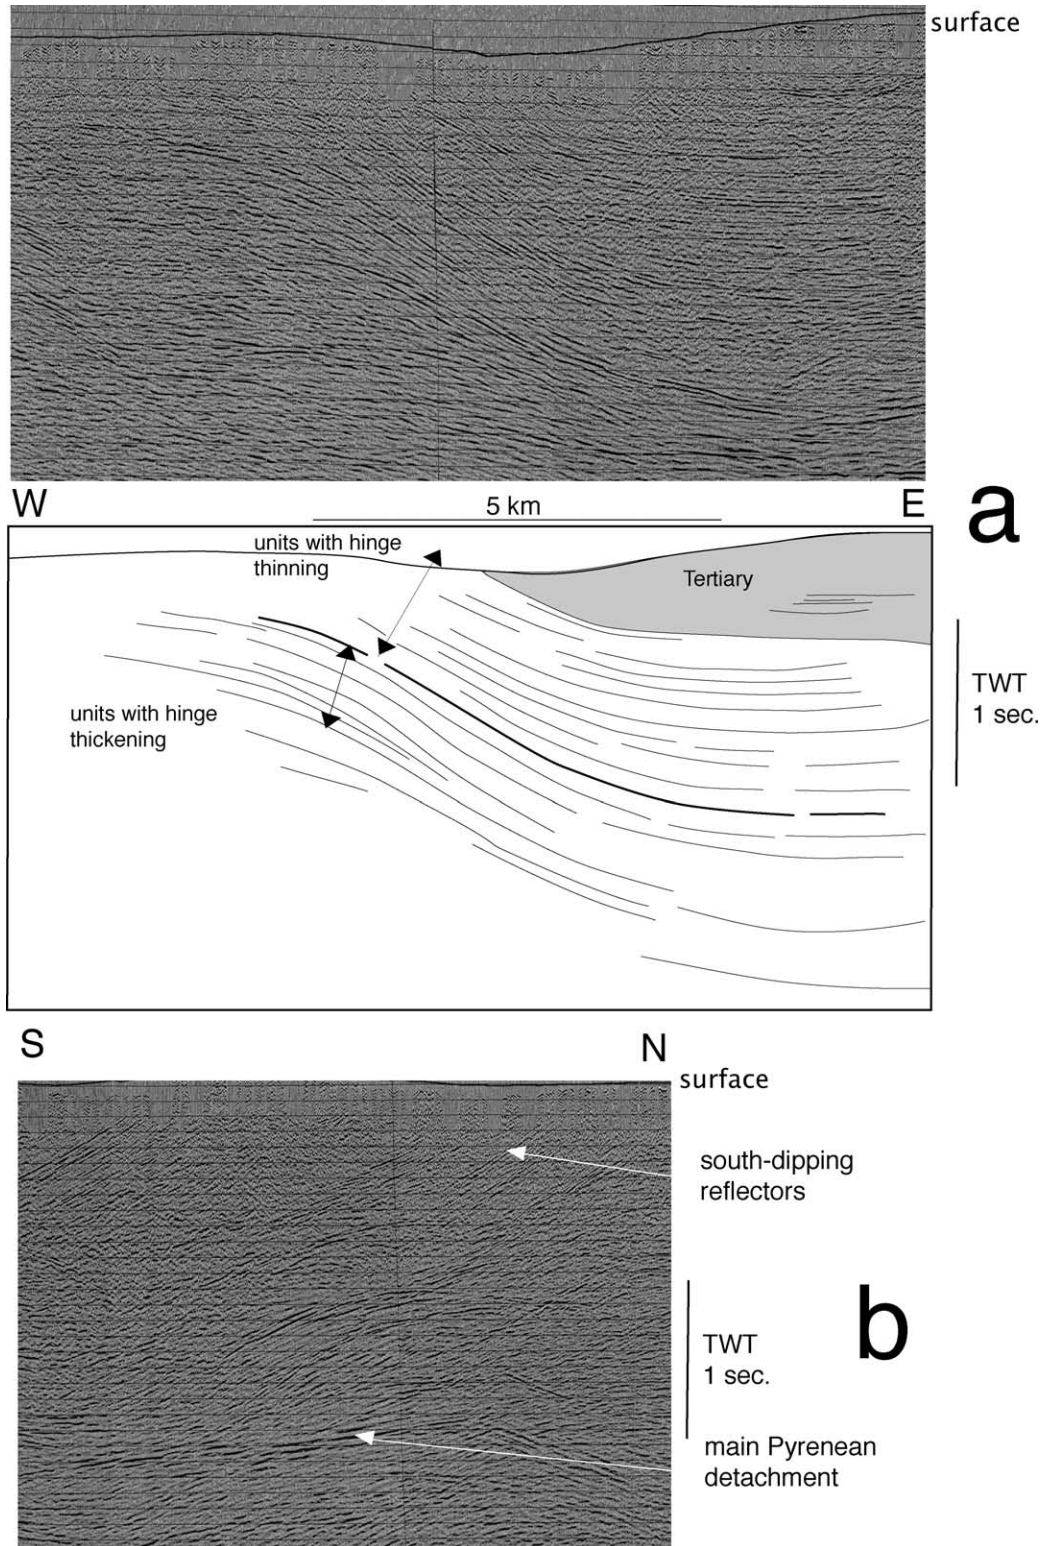 surface
W
E
a
5 km
units with hinge
thinning
Tertiary
TWT
1 sec.
units with hinge
thickening
S
N
surface
south-dipping
reflectors
b
TWT
1 sec.
main Pyrenean
detachment